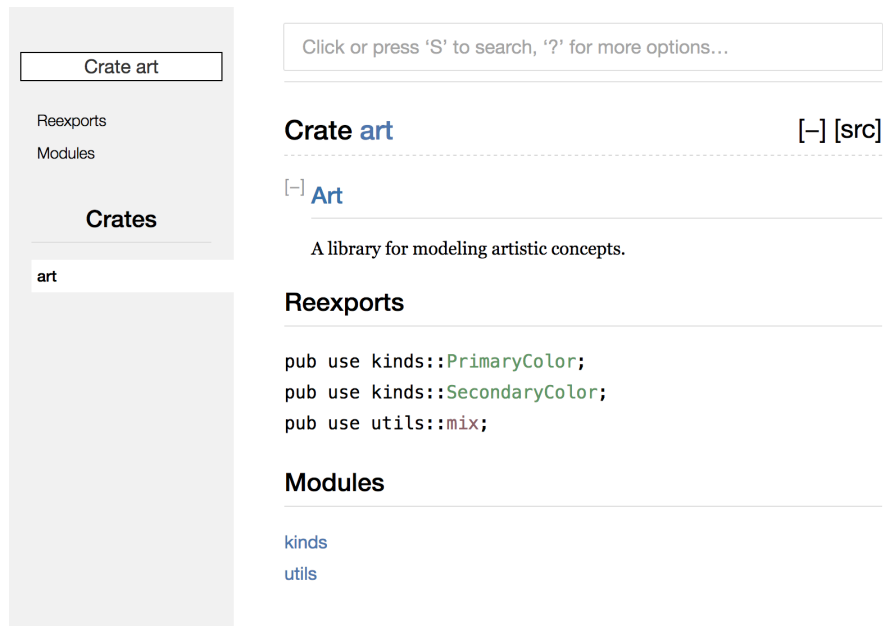 Crate art
Reexports
Modules
Crates
art
Click or press ‘S’ to search, ‘?’ for more options…
Crate art
[−] [src]
[−] Art
A library for modeling artistic concepts.
Reexports
pub use kinds::PrimaryColor;
pub use kinds::SecondaryColor;
pub use utils::mix;
Modules
kinds
utils